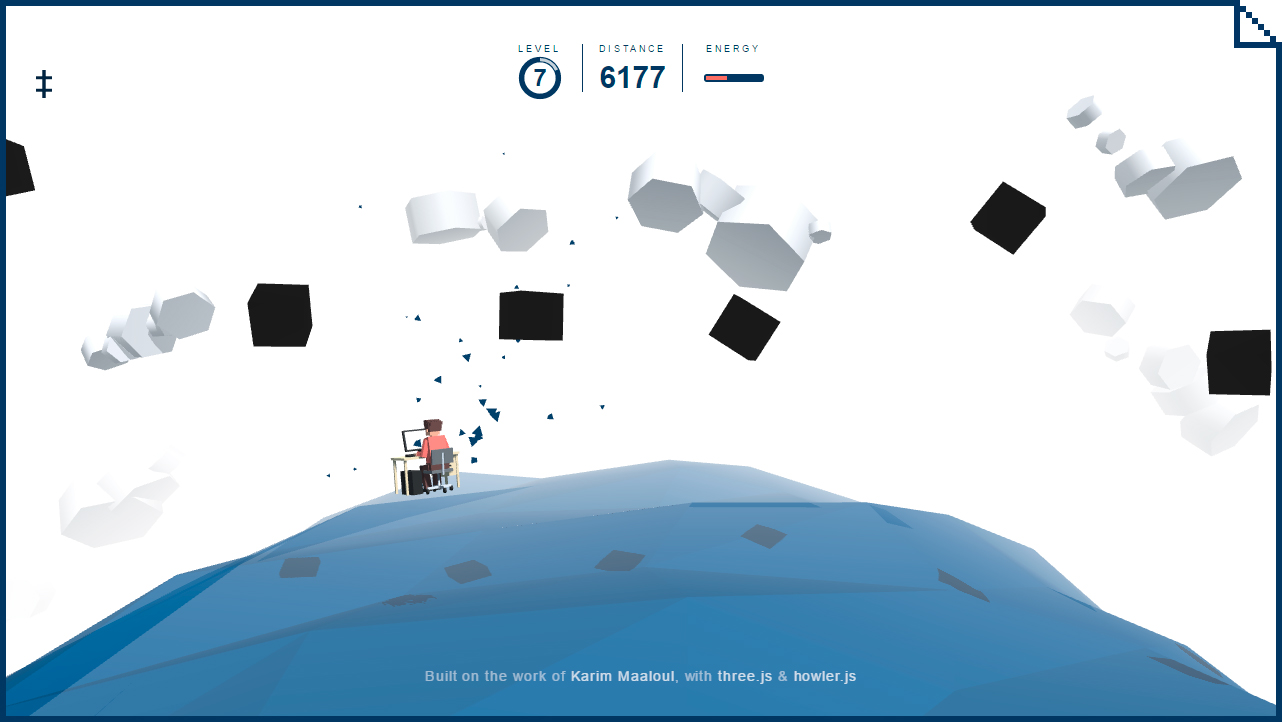 ‡
LEVEL
7
DISTANCE
6177
ENERGY
Built on the work of Karim Maaloul, with three.js & howler.js